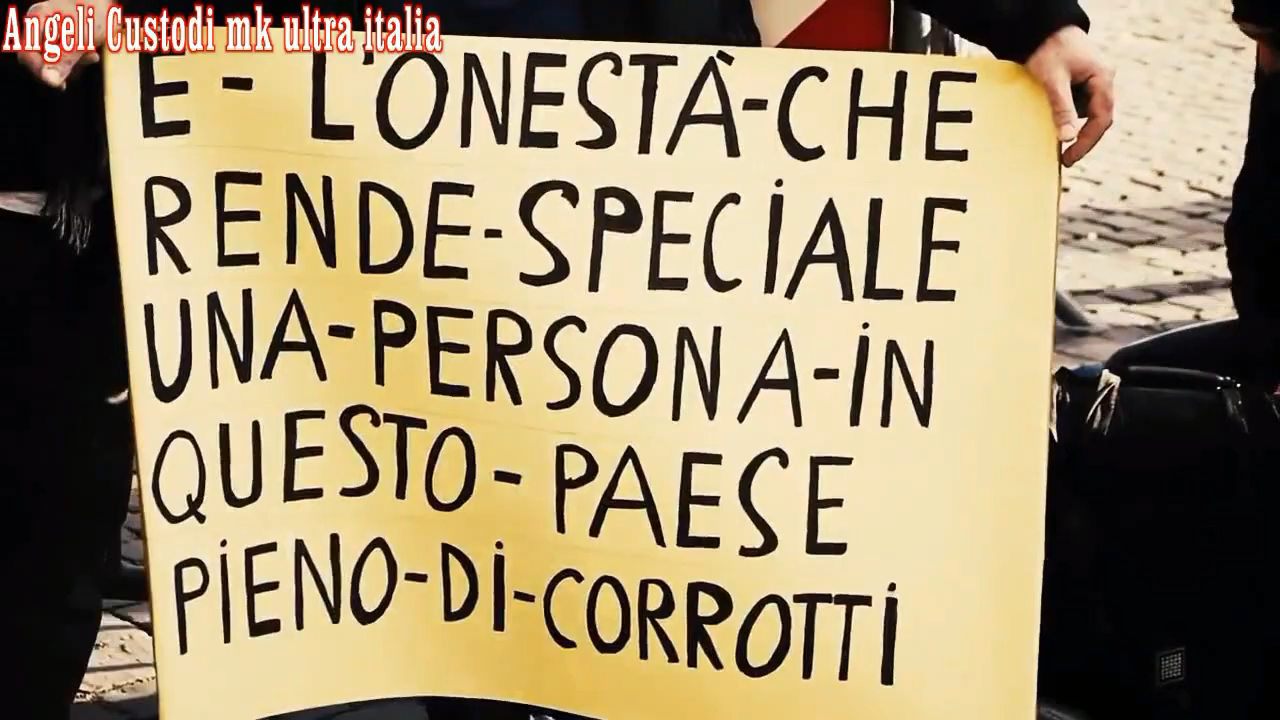 Angeli Custodi mk ultra italia
E - L'ONESTÀ-CHE
RENDE-SPECIALE
UNA-PERSONA-iN
QUESTO-PAESE
PiENO-Di-CORROTTi